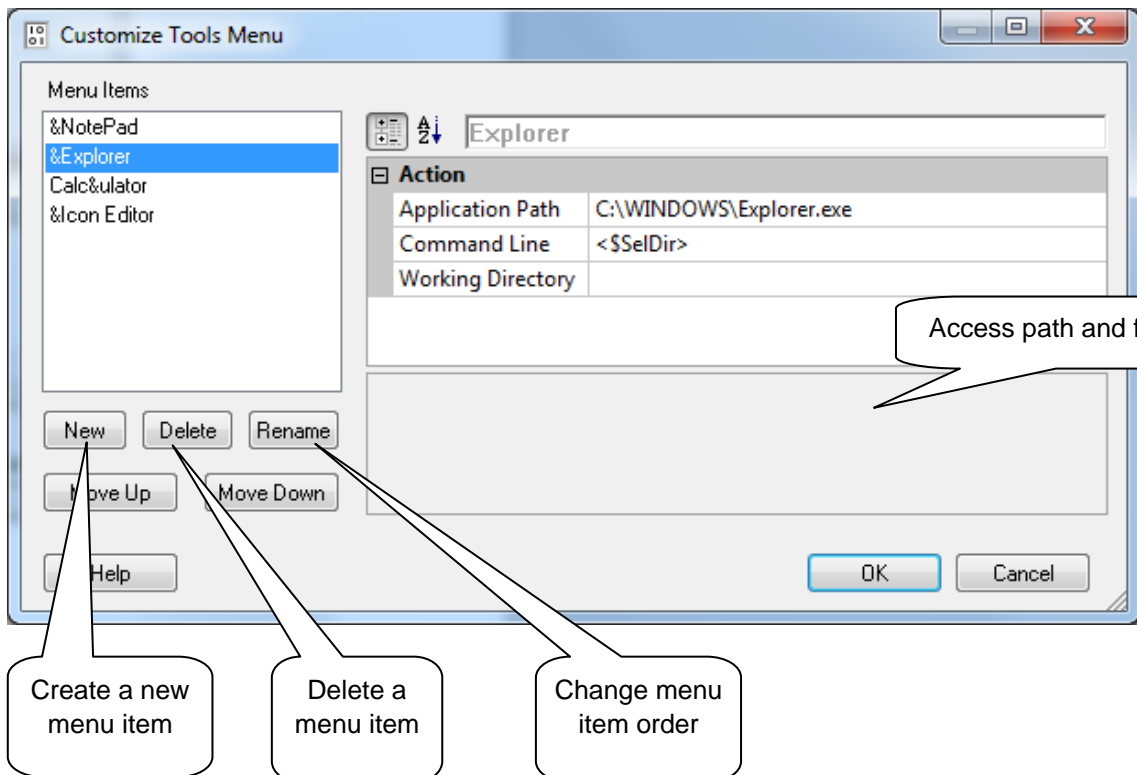 Customize Tools Menu
Menu Items
&NotePad
&Explorer
Calc&ulator
&Icon Editor
Explorer
Action
Application Path C:\WINDOWS\Explorer.exe
Command Line <$SelDir>
Working Directory
Access path and
New Delete Rename
Move Up Move Down
Help OK Cancel
Create a new
menu item
Delete a
menu item
Change menu
item order